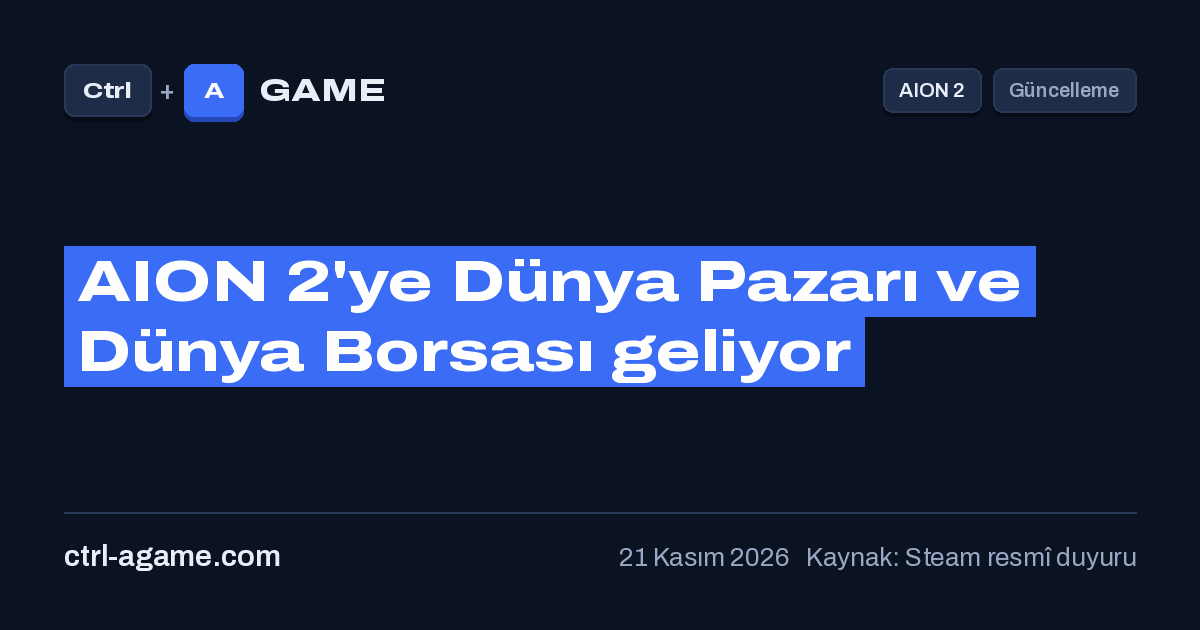 Ctrl + A GAME
AION 2 Güncelleme
AION 2'ye Dünya Pazarı ve
Dünya Borsası geliyor
ctrl-agame.com
21 Kasım 2026 Kaynak: Steam resmî duyuru